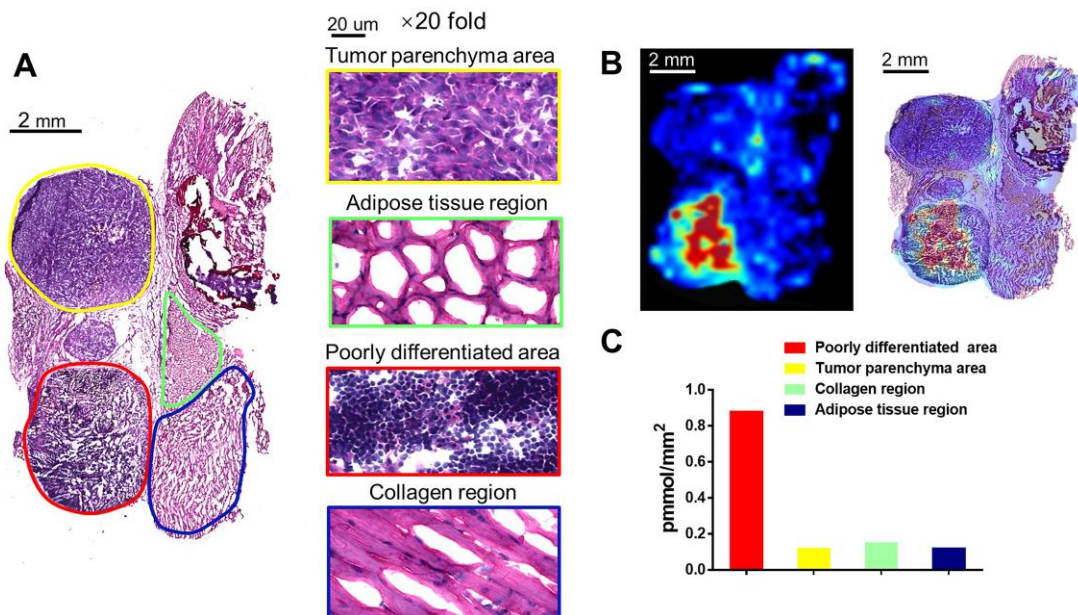 20 um ×20 fold
A
2 mm
Tumor parenchyma area
Adipose tissue region
Poorly differentiated area
Collagen region
B
2 mm
2 mm
C
Poorly differentiated area
Tumor parenchyma area
Collagen region
Adipose tissue region
pmmol/mm²
1.0
0.8
0.6
0.4
0.2
0.0